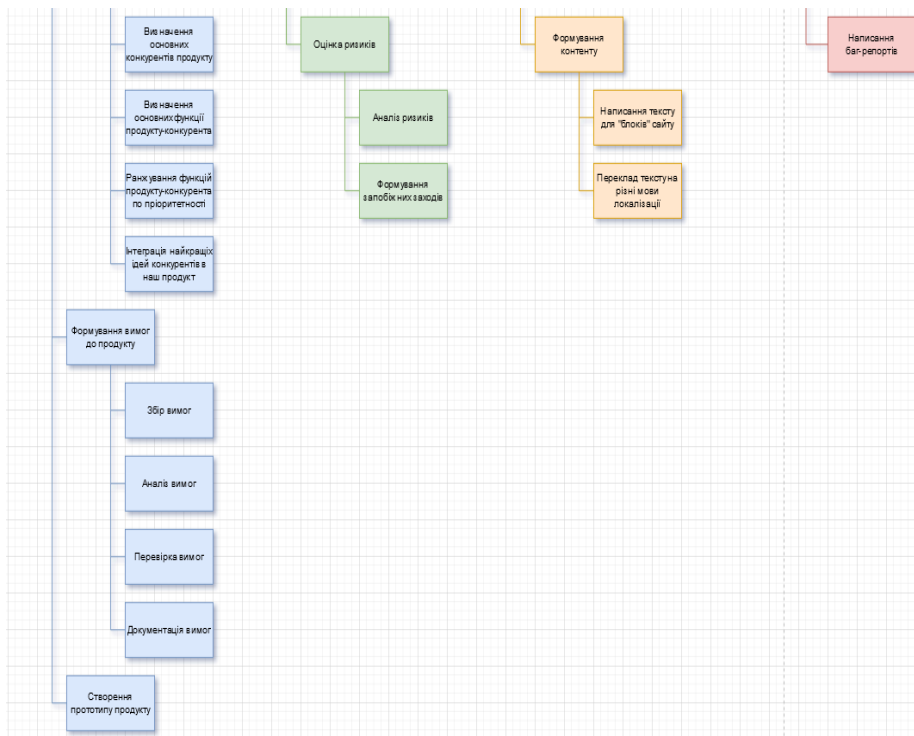 Визначення
основних
конкурентів продукту
Визначення
основних функції
продукту-конкурента
Ранжування функцій
продукту-конкурента
по пріоритетності
Інтеграція найкращіх
ідей конкурентів в
наш продукт
Формування вимог
до продукту
Збір вимог
Аналіз вимог
Перевірка вимог
Документація вимог
Створення
прототипу продукту
Оцінка ризиків
Аналіз ризиків
Формування
запобіжних заходів
Формування
контенту
Написання тексту
для "блоків" сайту
Переклад тексту на
різні мови
локалізації
Написання
баг-репортів